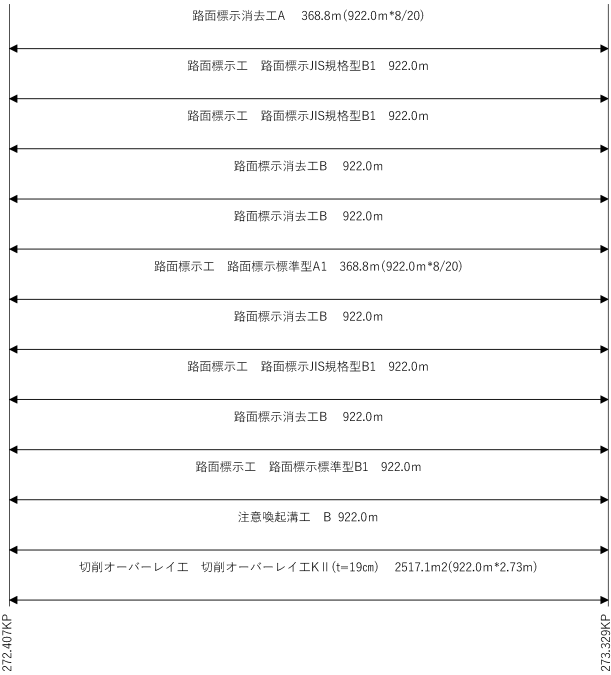 路面標示消去工A　368.8m(922.0m*8/20)
路面標示工　路面標示JIS規格型B1　922.0m
路面標示工　路面標示JIS規格型B1　922.0m
路面標示消去工B　922.0m
路面標示消去工B　922.0m
路面標示工　路面標示標準型A1　368.8m(922.0m*8/20)
路面標示消去工B　922.0m
路面標示工　路面標示JIS規格型B1　922.0m
路面標示消去工B　922.0m
路面標示工　路面標示標準型B1　922.0m
注意喚起溝工　B 922.0m
切削オーバーレイ工　切削オーバーレイ工KⅡ(t=19㎝)　2517.1m2(922.0m*2.73m)
272.407KP
273.329KP